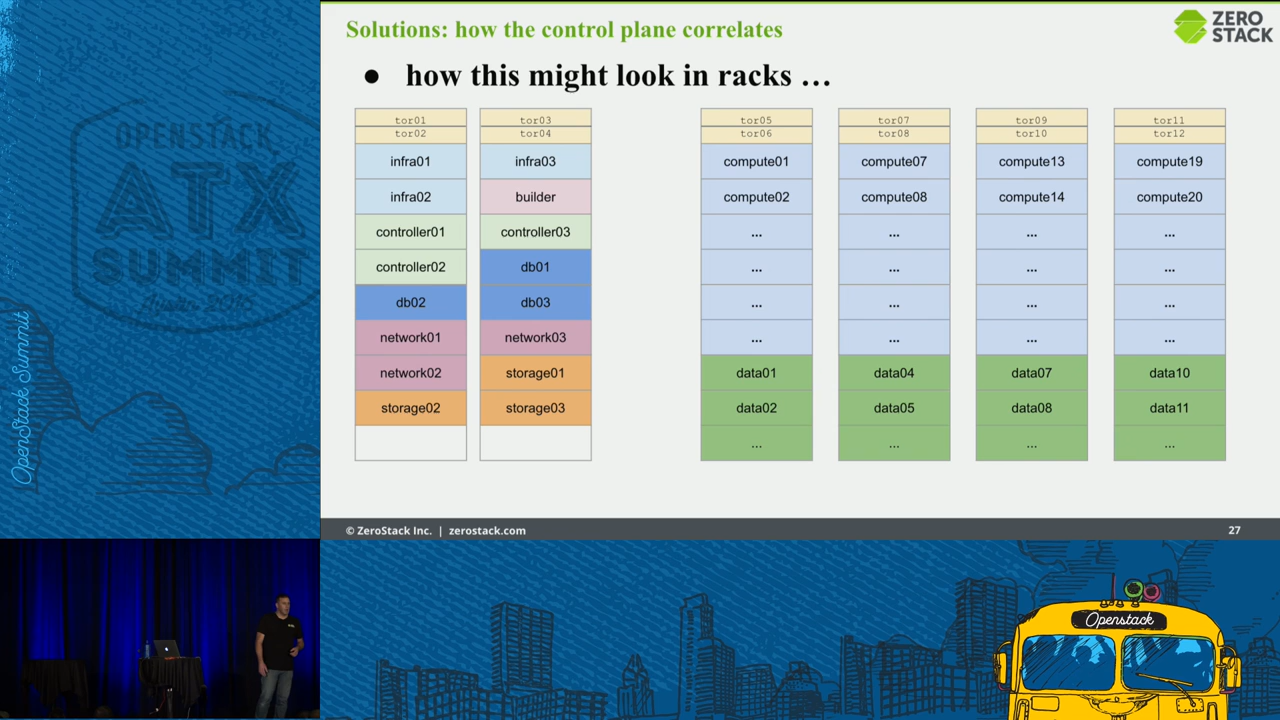 OPENSTACK
ATX
SUMMIT
Austin 2016
OpenStack Summit
Solutions: how the control plane correlates
ZERO
STACK
● how this might look in racks …
tor01
tor02
infra01
infra02
controller01
controller02
db02
network01
network02
storage02
tor03
tor04
infra03
builder
controller03
db01
db03
network03
storage01
storage03
tor05
tor06
compute01
compute02
...
...
...
...
data01
data02
...
tor07
tor08
compute07
compute08
...
...
...
...
data04
data05
...
tor09
tor10
compute13
compute14
...
...
...
...
data07
data08
...
tor11
tor12
compute19
compute20
...
...
...
...
data10
data11
...
© ZeroStack Inc. | zerostack.com
27
Openstack